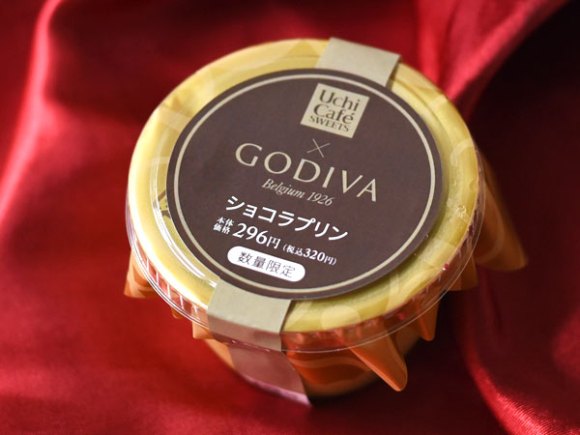 Uchi
Café
SWEETS
×
GODIVA
Belgium 1926
ショコラプリン
本体価格 296円 (税込320円)
数量限定